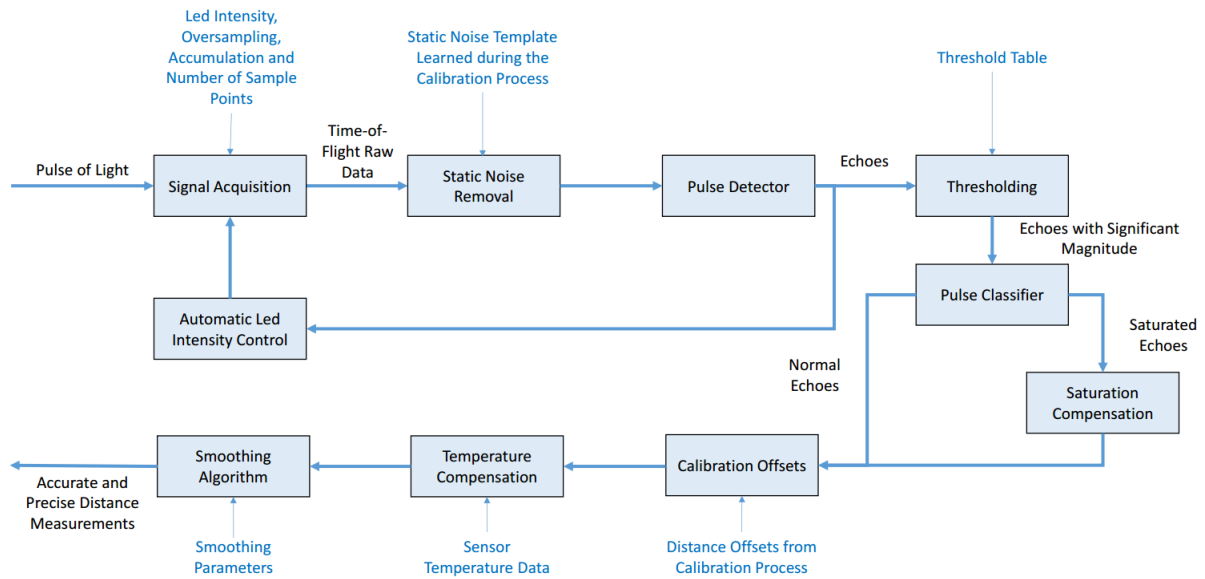 Led Intensity,
Oversampling,
Accumulation and
Number of Sample
Points
Static Noise Template
Learned during the
Calibration Process
Threshold Table
Pulse of Light
Signal Acquisition
Time-of-
Flight Raw
Data
Static Noise
Removal
Pulse Detector
Echoes
Thresholding
Echoes with Significant
Magnitude
Automatic Led
Intensity Control
Pulse Classifier
Normal
Echoes
Saturated
Echoes
Saturation
Compensation
Accurate and
Precise Distance
Measurements
Smoothing
Algorithm
Temperature
Compensation
Calibration Offsets
Smoothing
Parameters
Sensor
Temperature Data
Distance Offsets from
Calibration Process